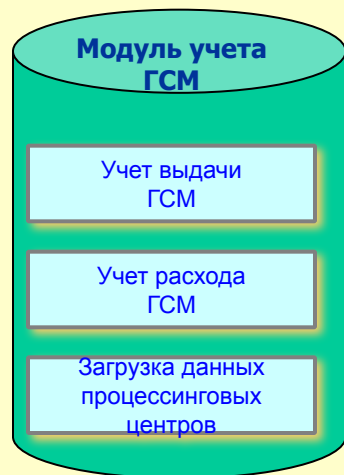 Модуль учета
ГСМ
Учет выдачи
ГСМ
Учет расхода
ГСМ
Загрузка данных
процессинговых
центров